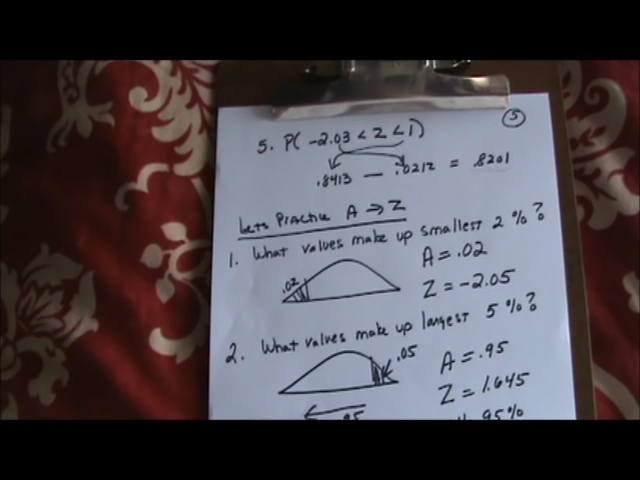 5
5. P( -2.03 < Z < 1 )
.8413 — .0212 = .8201
Lets Practice A → Z
1. What values make up smallest 2 % ?
.02
A = .02
Z = -2.05
2. What values make up largest 5 % ?
.05
A = .95
Z = 1.645
.95
95%